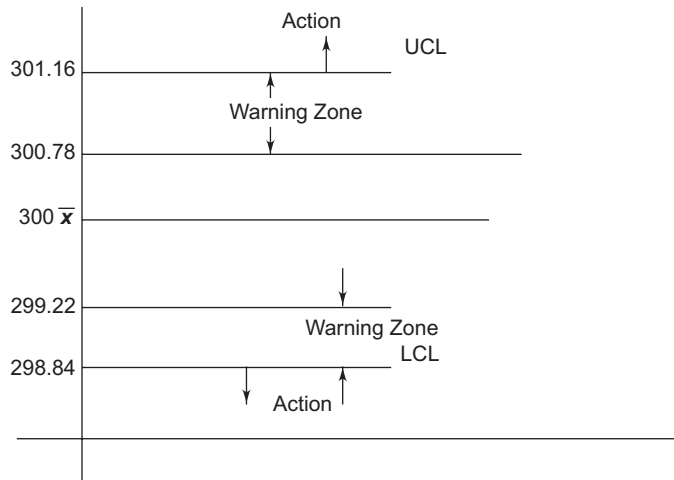 Action
UCL
301.16
Warning Zone
300.78
300 x̅
299.22
Warning Zone
LCL
298.84
Action